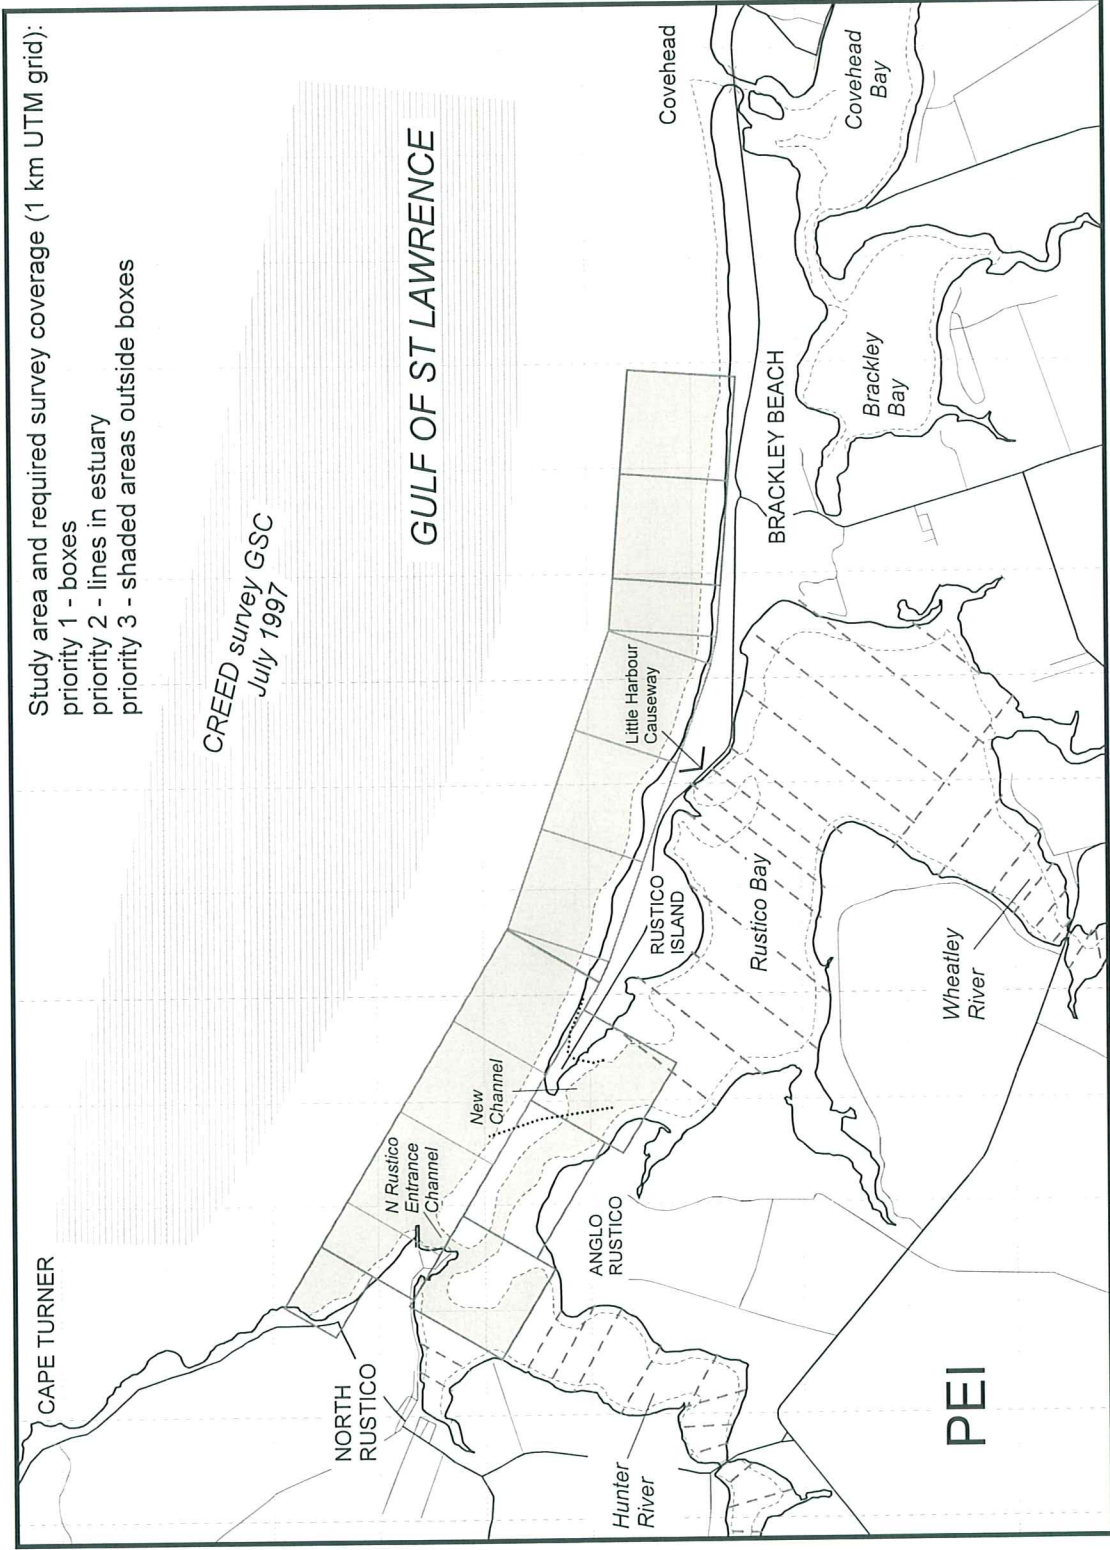 Study area and required survey coverage (1 km UTM grid):
priority 1 - boxes
priority 2 - lines in estuary
priority 3 - shaded areas outside boxes
CAPE TURNER
CREED survey GSC
July 1997
GULF OF ST LAWRENCE
NORTH
RUSTICO
N Rustico
Entrance
Channel
New
Channel
Little Harbour
Causeway
Covehead
RUSTICO
ISLAND
BRACKLEY BEACH
Covehead
Bay
ANGLO
RUSTICO
Rustico Bay
Brackley
Bay
Hunter
River
Wheatley
River
PEI